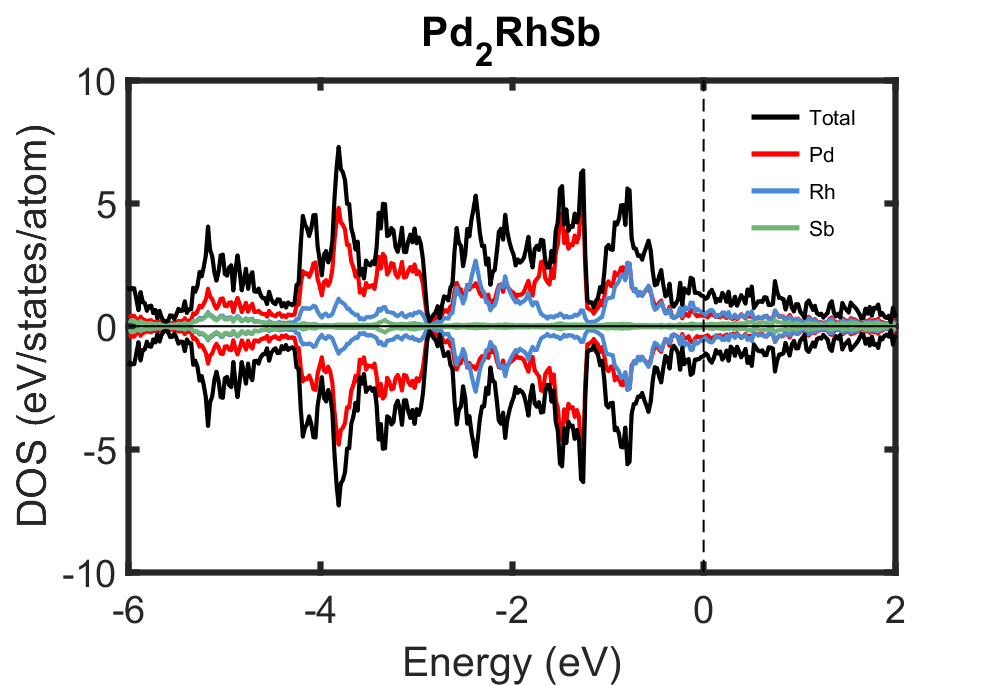 Pd₂RhSb
10
5
0
-5
-10
DOS (eV/states/atom)
Total
Pd
Rh
Sb
-6 -4 -2 0 2
Energy (eV)